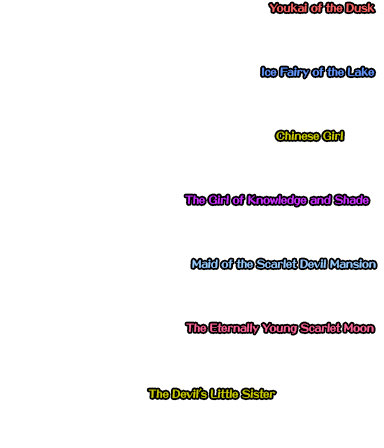 Youkai of the Dusk
Ice Fairy of the Lake
Chinese Girl
The Girl of Knowledge and Shade
Maid of the Scarlet Devil Mansion
The Eternally Young Scarlet Moon
The Devil's Little Sister